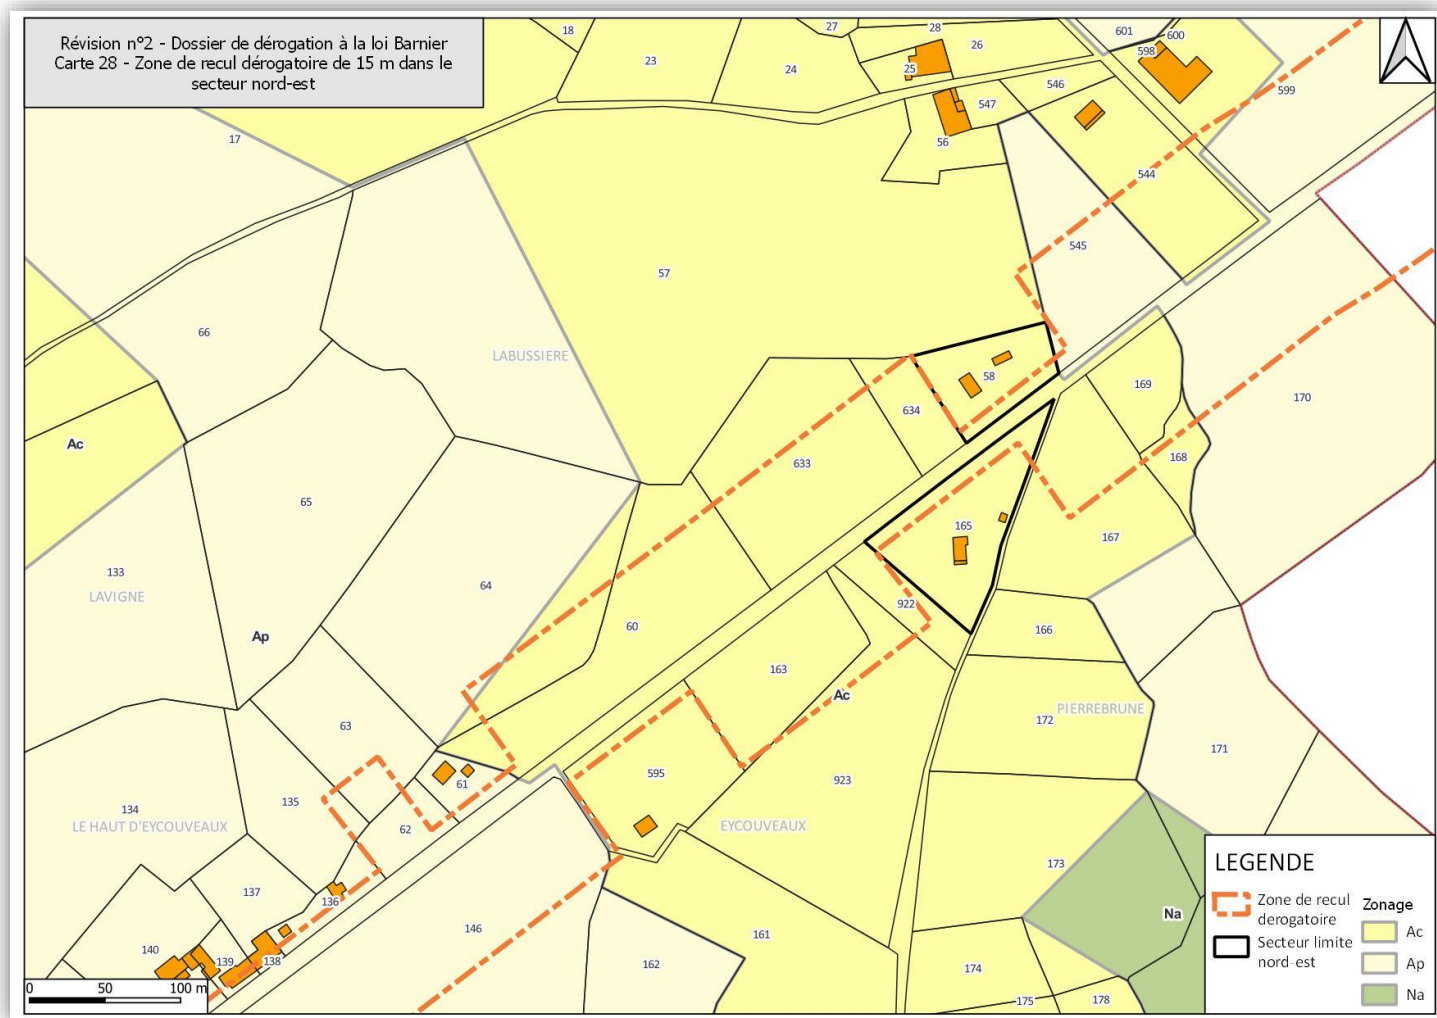 Révision n°2 - Dossier de dérogation à la loi Barnier
Carte 28 - Zone de recul dérogatoire de 15 m dans le
secteur nord-est
18
23
24
27
28
26
25
601
600
598
599
546
547
56
17
544
545
57
66
LABUSSIERE
58
169
170
634
Ac
633
168
65
165
167
133
LAVIGNE
64
922
Ap
60
166
163
Ac
PIERREBRUNE
172
63
171
595
923
61
135
134
LE HAUT D'EYCOUVEAUX
62
EYCOUVEAUX
173
137
136
Na
146
161
140
139
138
162
174
175
178
0 50 100 m
LEGENDE
Zone de recul
derogatoire
Secteur limite
nord-est
Zonage
Ac
Ap
Na